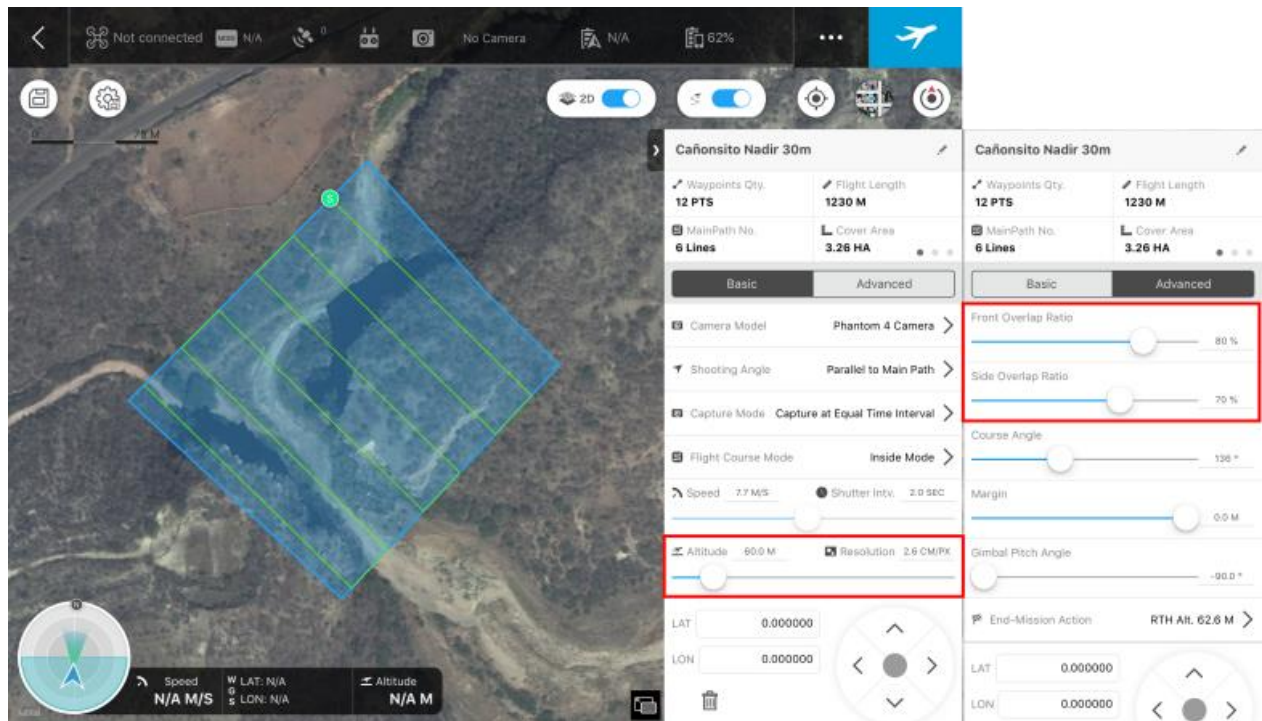 Not connected N/A 0 No Camera N/A 62%
2D
0 75 M
S
Cañonsito Nadir 30m
Waypoints Qty. Flight Length
12 PTS 1230 M
MainPath No. Cover Area
6 Lines 3.26 HA
Basic Advanced
Camera Model Phantom 4 Camera
Shooting Angle Parallel to Main Path
Capture Mode Capture at Equal Time Interval
Flight Course Mode Inside Mode
Speed 7.7 M/S Shutter Intv. 2.0 SEC
Altitude 60.0 M Resolution 2.6 CM/PX
LAT 0.000000
LON 0.000000
Cañonsito Nadir 30m
Waypoints Qty. Flight Length
12 PTS 1230 M
MainPath No. Cover Area
6 Lines 3.26 HA
Basic Advanced
Front Overlap Ratio
80 %
Side Overlap Ratio
70 %
Course Angle
136 °
Margin
0.0 M
Gimbal Pitch Angle
-90.0 °
End-Mission Action RTH Alt. 62.6 M
LAT 0.000000
LON 0.000000
N
Speed
N/A M/S
WGS LAT: N/A
LON: N/A
Altitude
N/A M
Legal